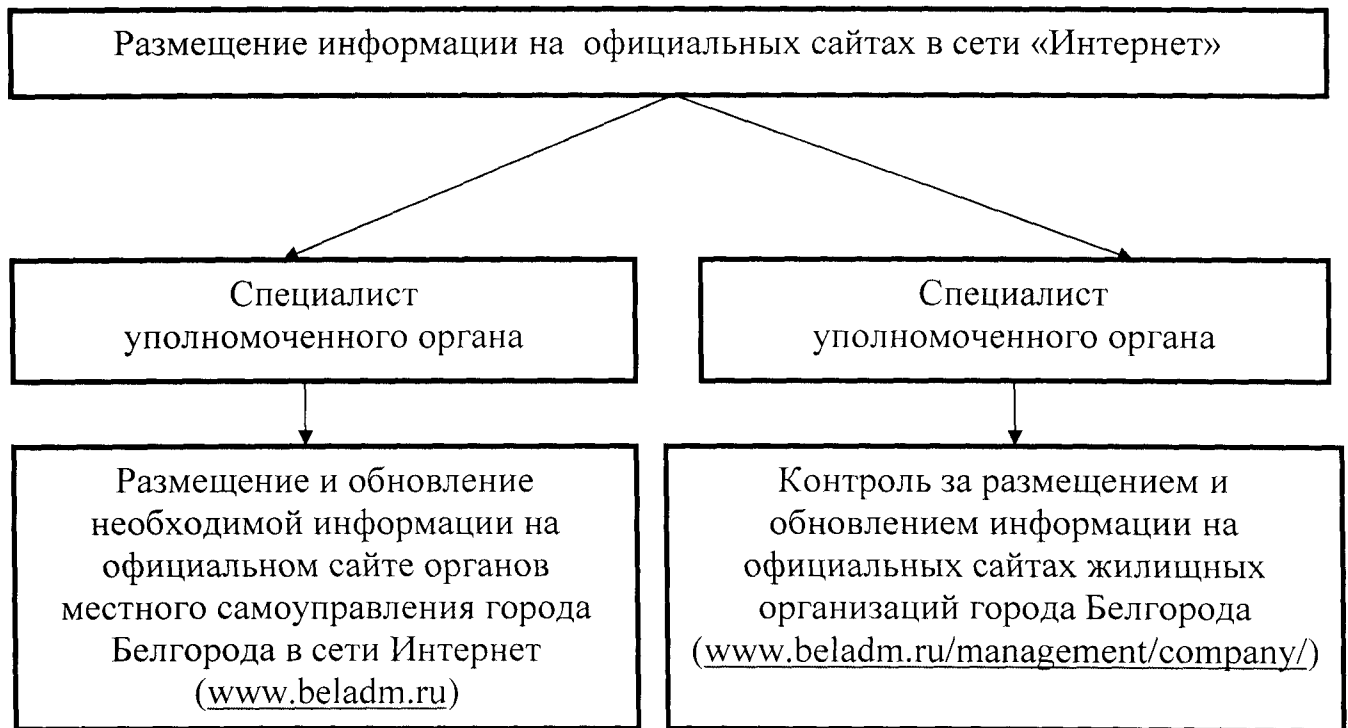 Размещение информации на официальных сайтах в сети «Интернет»
Специалист
уполномоченного органа
Специалист
уполномоченного органа
Размещение и обновление
необходимой информации на
официальном сайте органов
местного самоуправления города
Белгорода в сети Интернет
(www.beladm.ru)
Контроль за размещением и
обновлением информации на
официальных сайтах жилищных
организаций города Белгорода
(www.beladm.ru/management/company/)